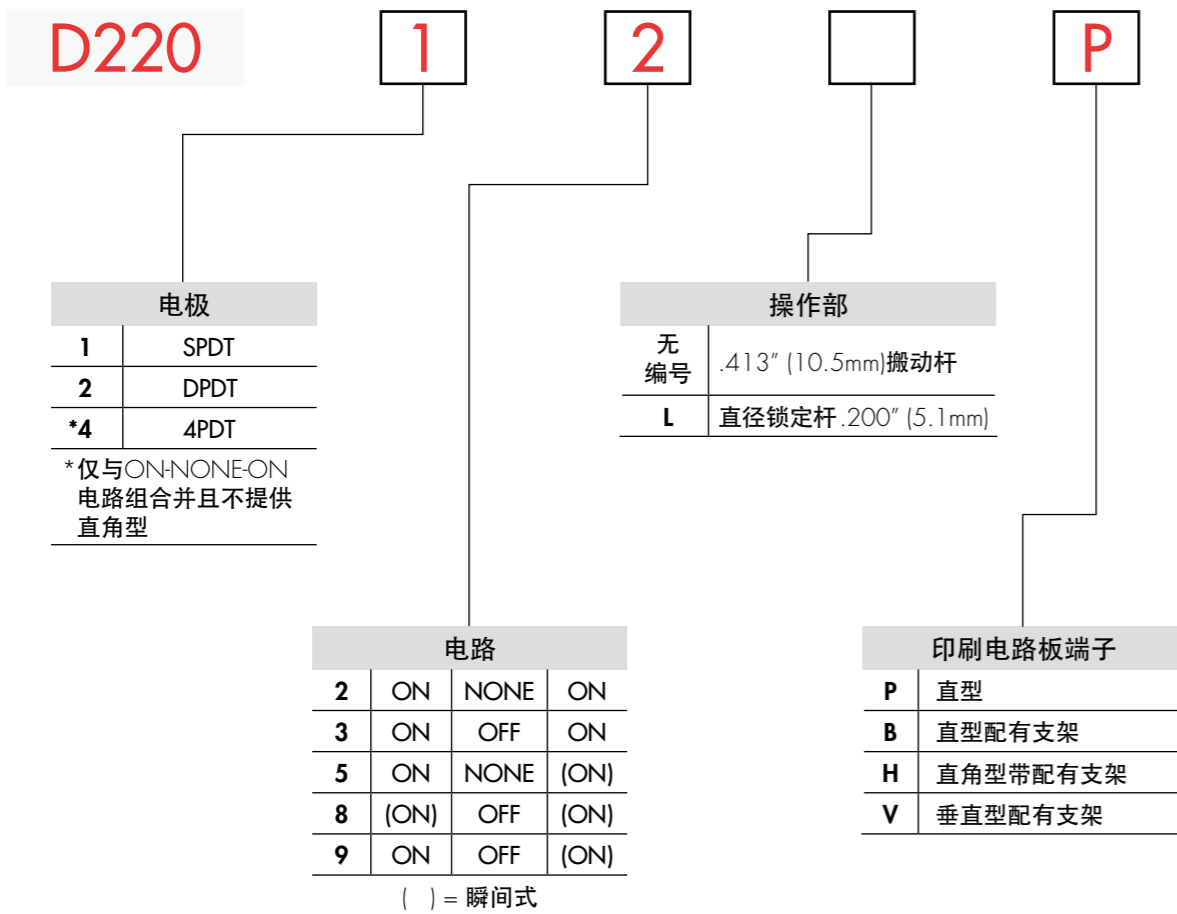 D220 1 2 P
电极
1 SPDT
2 DPDT
*4 4PDT
*仅与ON-NONE-ON
电路组合并且不提供
直角型
操作部
无
编号
.413" (10.5mm)搬动杆
L 直径锁定杆.200" (5.1mm)
电路
2 ON NONE ON
3 ON OFF ON
5 ON NONE (ON)
8 (ON) OFF (ON)
9 ON OFF (ON)
( ) = 瞬间式
印刷电路板端子
P 直型
B 直型配有支架
H 直角型带配有支架
V 垂直型配有支架